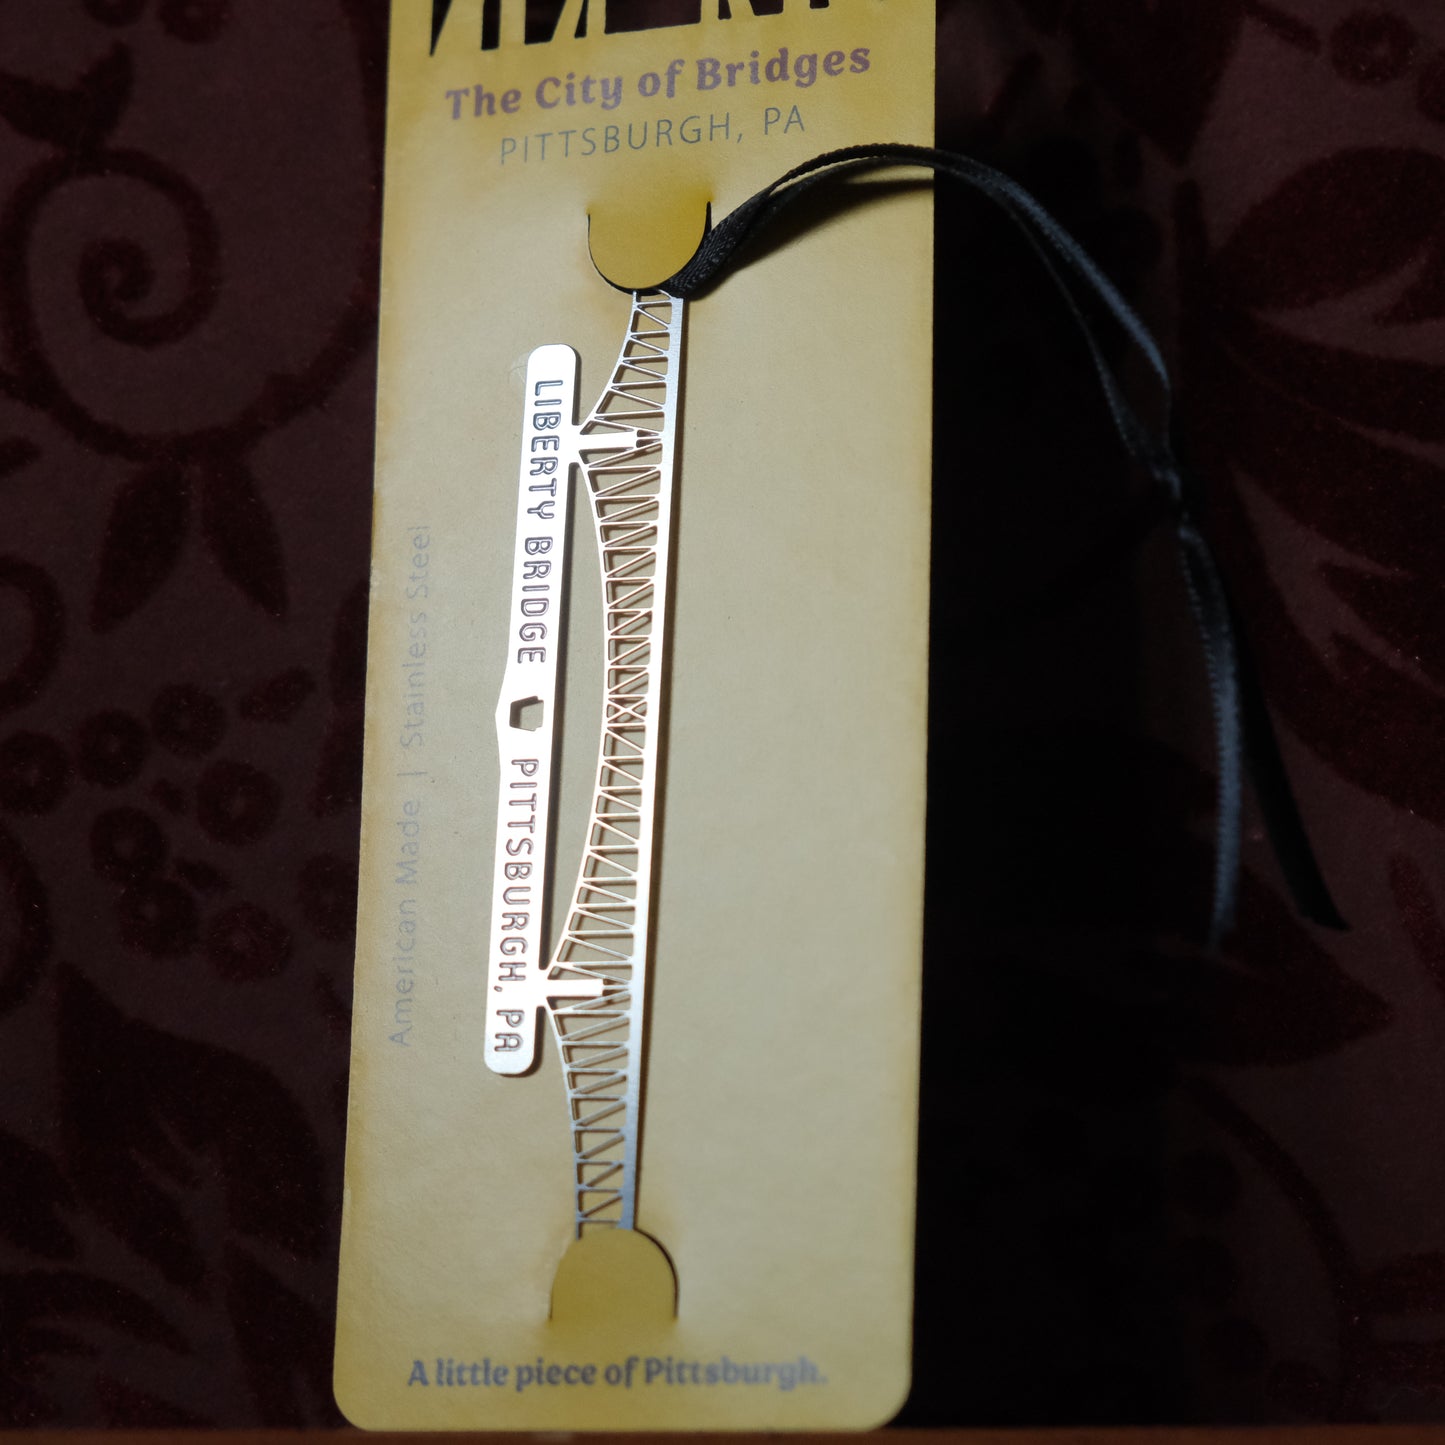 The City of Bridges
PITTSBURGH, PA
LIBERTY BRIDGE PITTSBURGH, PA
American Made | Stainless Steel
A little piece of Pittsburgh.